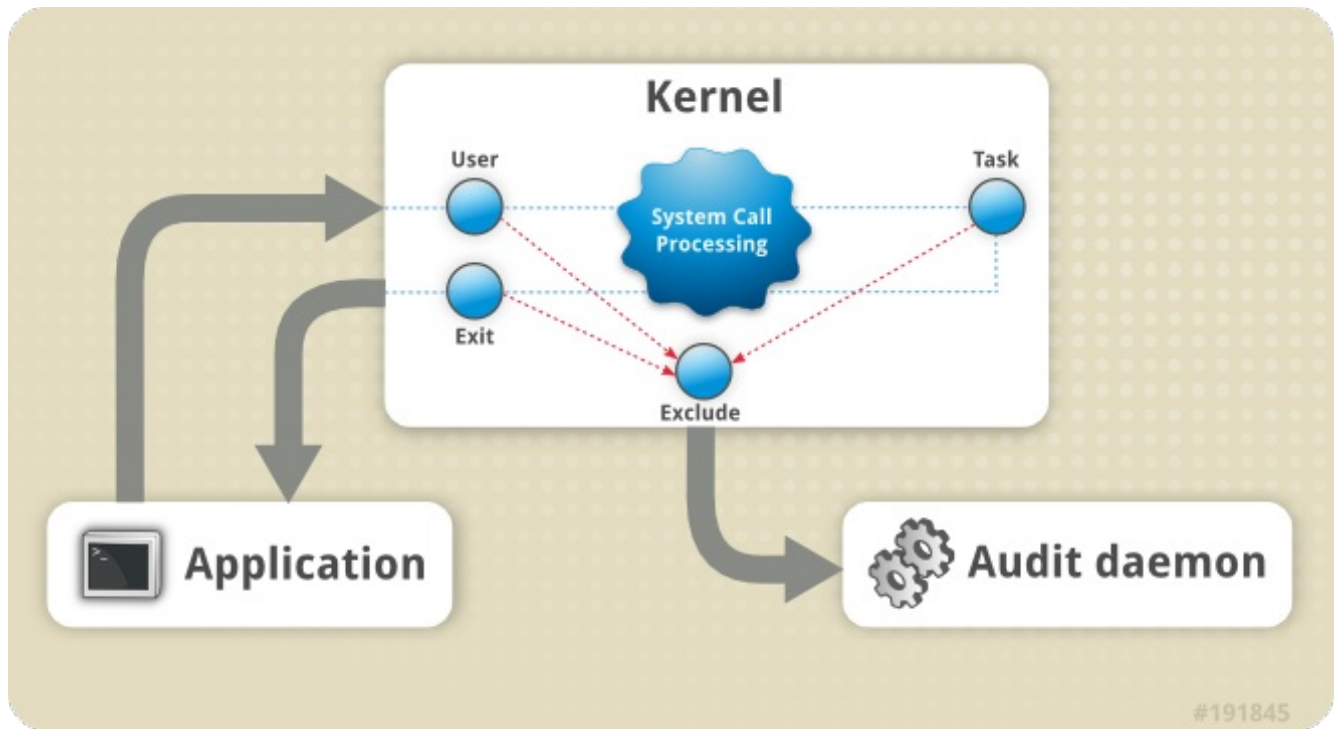 Kernel
User
Task
System Call
Processing
Exit
Exclude
>_
Application
Audit daemon
#191845